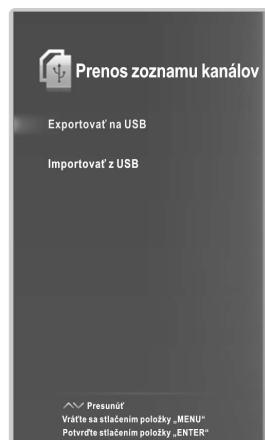 Prenos zoznamu kanálov
Exportovať na USB
Importovať z USB
Presunúť
Vráťte sa stlačením položky „MENU“
Potvrďte stlačením položky „ENTER“